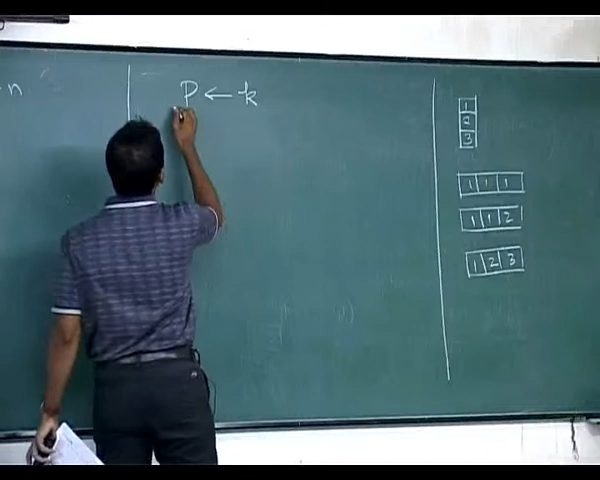 n
P ← k
1
2
3
1 1 1
1 1 2
1 2 3